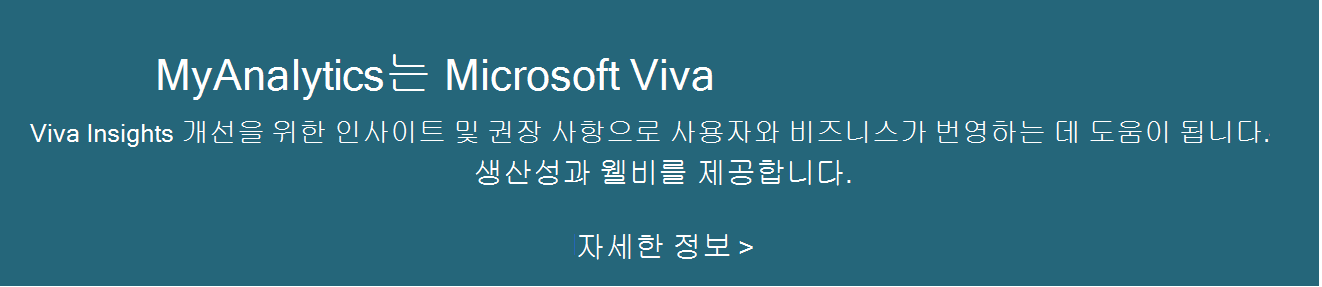 MyAnalytics는 Microsoft Viva
Viva Insights 개선을 위한 인사이트 및 권장 사항으로 사용자와 비즈니스가 번영하는 데 도움이 됩니다.
생산성과 웰비를 제공합니다.
자세한 정보 >